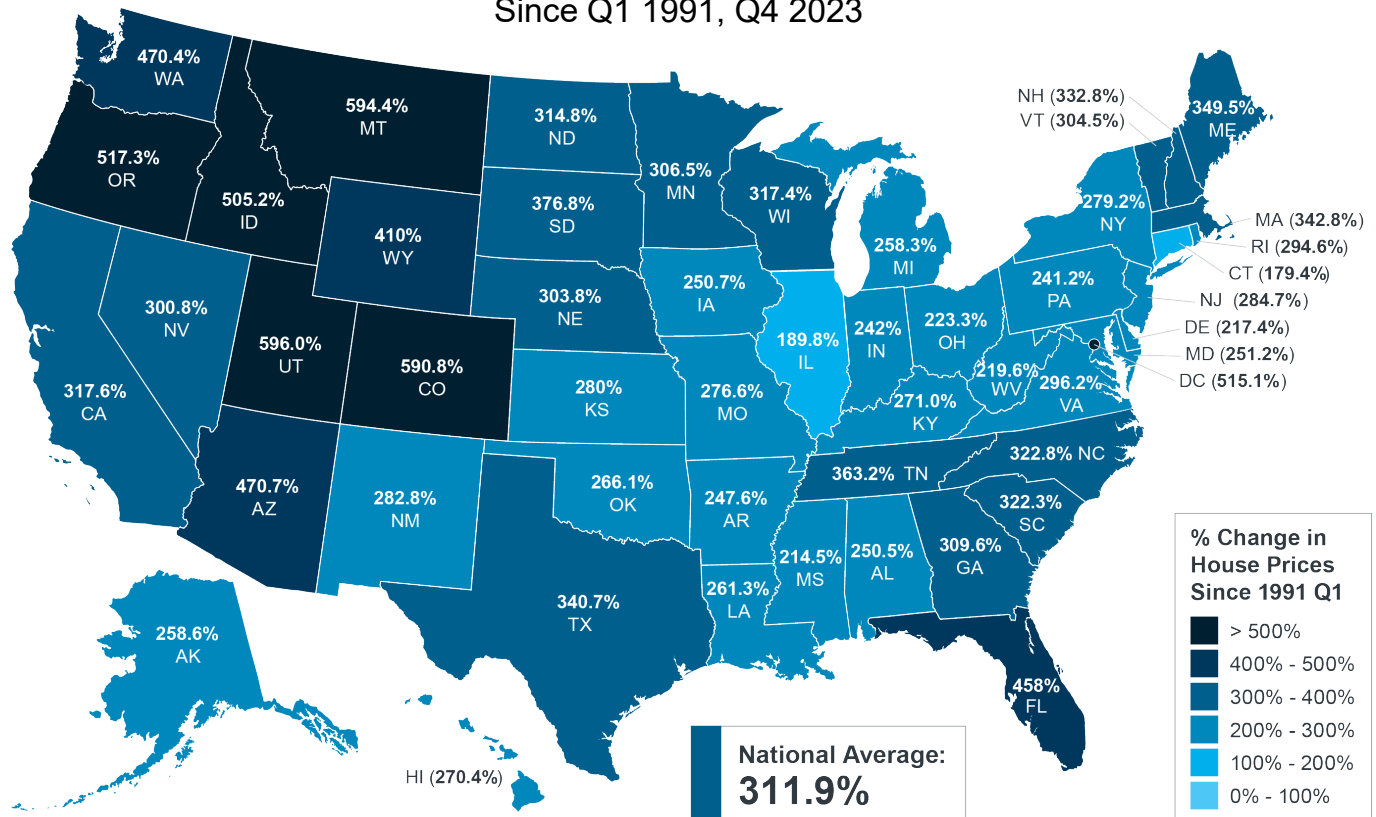 Since Q1 1991, Q4 2023
470.4%
WA
594.4%
MT
314.8%
ND
517.3%
OR
505.2%
ID
306.5%
MN
376.8%
SD
317.4%
WI
410%
WY
NH (332.8%)
VT (304.5%)
349.5%
ME
279.2%
NY
258.3%
MI
MA (342.8%)
RI (294.6%)
CT (179.4%)
NJ (284.7%)
DE (217.4%)
MD (251.2%)
DC (515.1%)
241.2%
PA
250.7%
IA
303.8%
NE
300.8%
NV
596.0%
UT
590.8%
CO
317.6%
CA
280%
KS
276.6%
MO
189.8%
IL
242%
IN
223.3%
OH
219.6%
WV
296.2%
VA
271.0%
KY
363.2% TN
322.8% NC
322.3%
SC
470.7%
AZ
282.8%
NM
266.1%
OK
247.6%
AR
214.5%
MS
250.5%
AL
309.6%
GA
261.3%
LA
340.7%
TX
458%
FL
258.6%
AK
HI (270.4%)
National Average:
311.9%
% Change in
House Prices
Since 1991 Q1
> 500%
400% - 500%
300% - 400%
200% - 300%
100% - 200%
0% - 100%